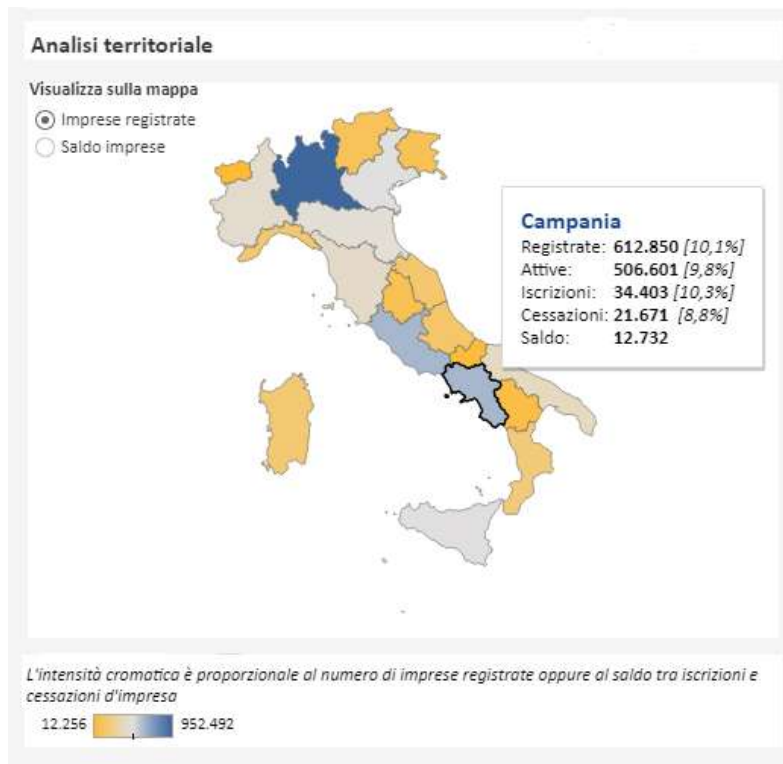 Analisi territoriale
Visualizza sulla mappa
Imprese registrate
Saldo imprese
Campania
Registrate: 612.850 [10,1%]
Attive: 506.601 [9,8%]
Iscrizioni: 34.403 [10,3%]
Cessazioni: 21.671 [8,8%]
Saldo: 12.732
L'intensità cromatica è proporzionale al numero di imprese registrate oppure al saldo tra iscrizioni e
cessazioni d'impresa
12.256 952.492